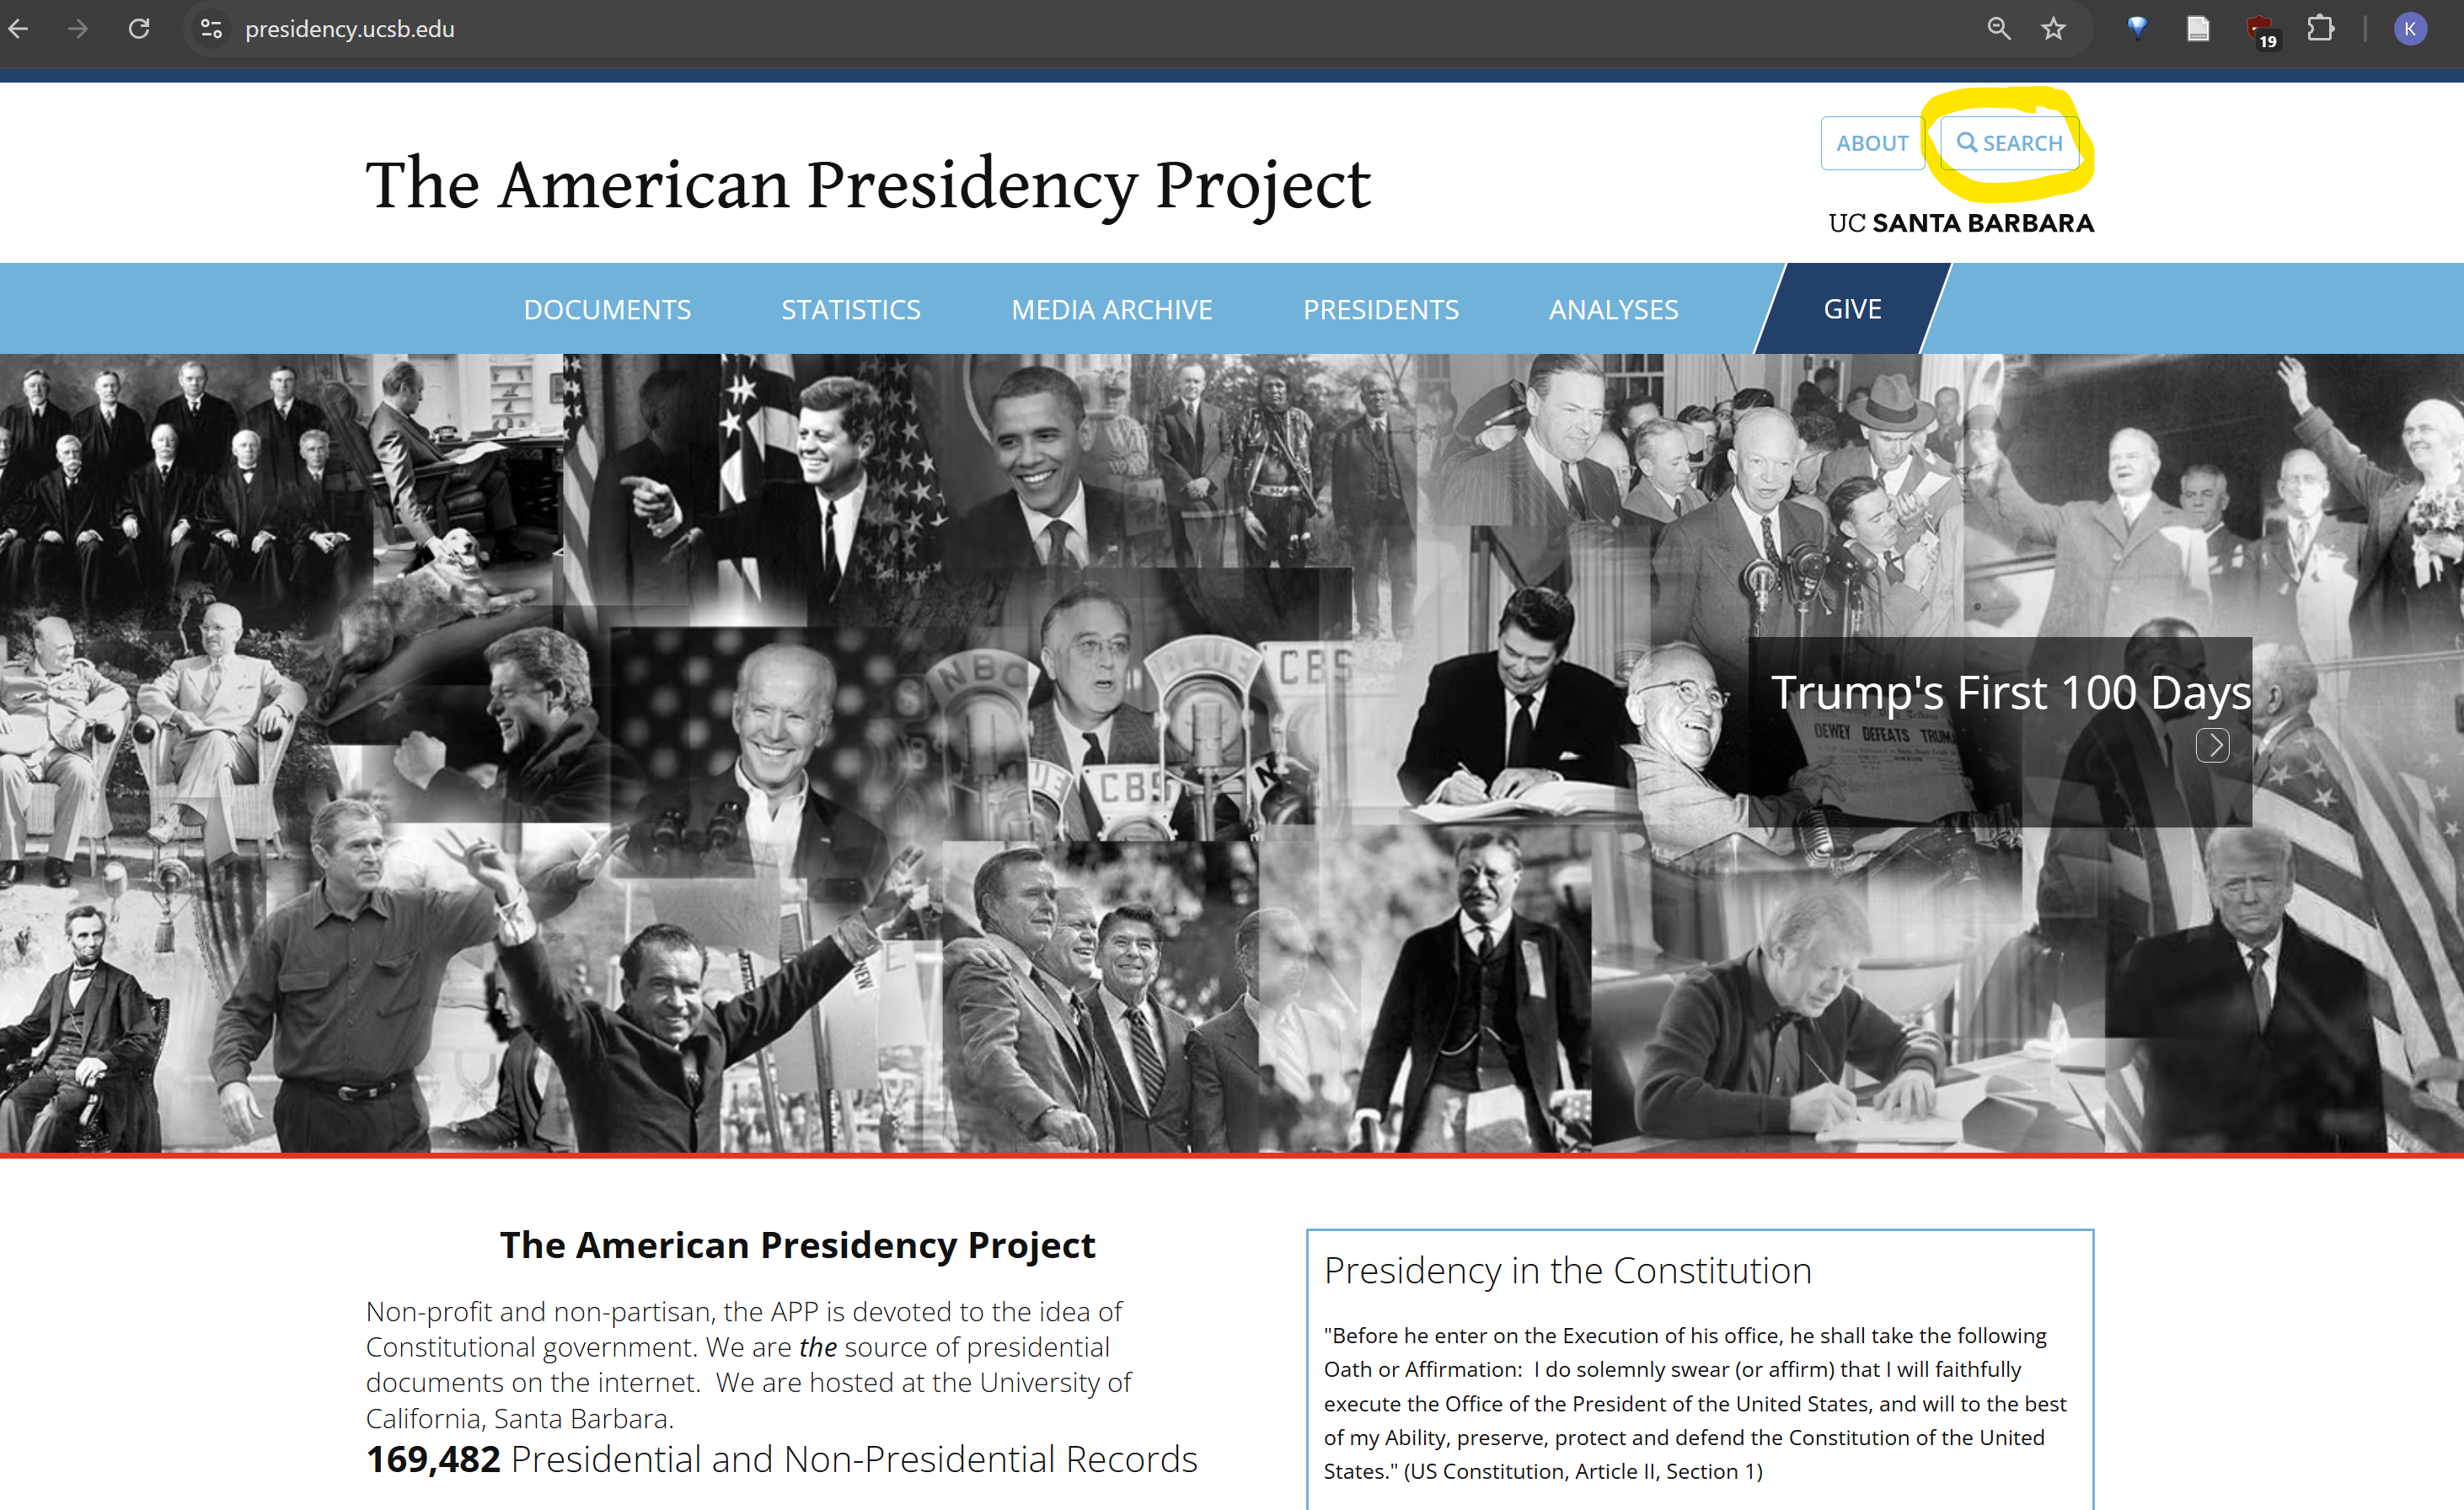 presidency.ucsb.edu
19
K
ABOUT
SEARCH
The American Presidency Project
UC SANTA BARBARA
DOCUMENTS
STATISTICS
MEDIA ARCHIVE
PRESIDENTS
ANALYSES
GIVE
NBC
BLUE
CBS
CBS
Trump's First 100 Days
DEWEY DEFEATS TRUM
NEW
The American Presidency Project
Non-profit and non-partisan, the APP is devoted to the idea of
Constitutional government. We are the source of presidential
documents on the internet. We are hosted at the University of
California, Santa Barbara.
169,482 Presidential and Non-Presidential Records
Presidency in the Constitution
"Before he enter on the Execution of his office, he shall take the following
Oath or Affirmation: I do solemnly swear (or affirm) that I will faithfully
execute the Office of the President of the United States, and will to the best
of my Ability, preserve, protect and defend the Constitution of the United
States." (US Constitution, Article II, Section 1)